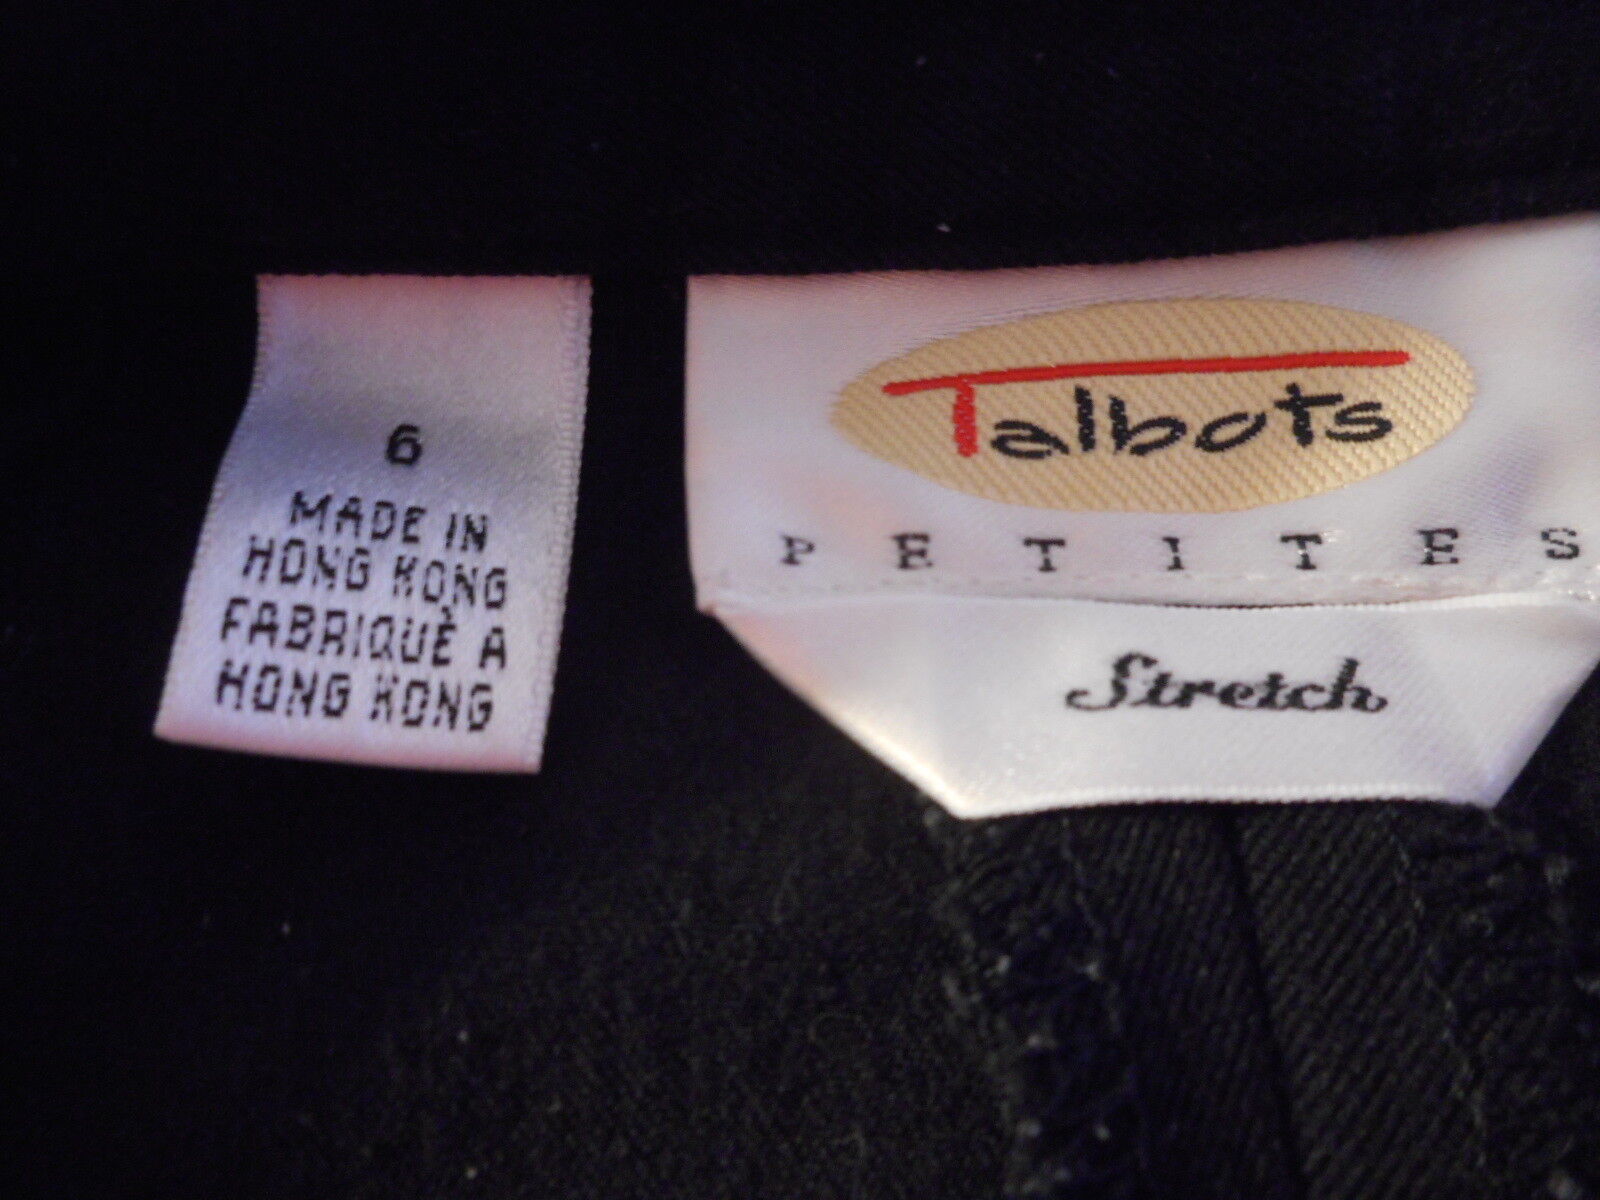 6
MADE IN
HONG KONG
FABRIQUÈ A
HONG KONG
Talbots
PETITES
Stretch